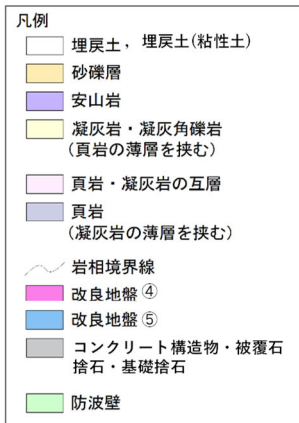 凡例
埋戻土，埋戻土(粘性土)
砂礫層
安山岩
凝灰岩・凝灰角礫岩
(頁岩の薄層を挟む)
頁岩・凝灰岩の互層
頁岩
(凝灰岩の薄層を挟む)
岩相境界線
改良地盤④
改良地盤⑤
コンクリート構造物・被覆石
捨石・基礎捨石
防波壁